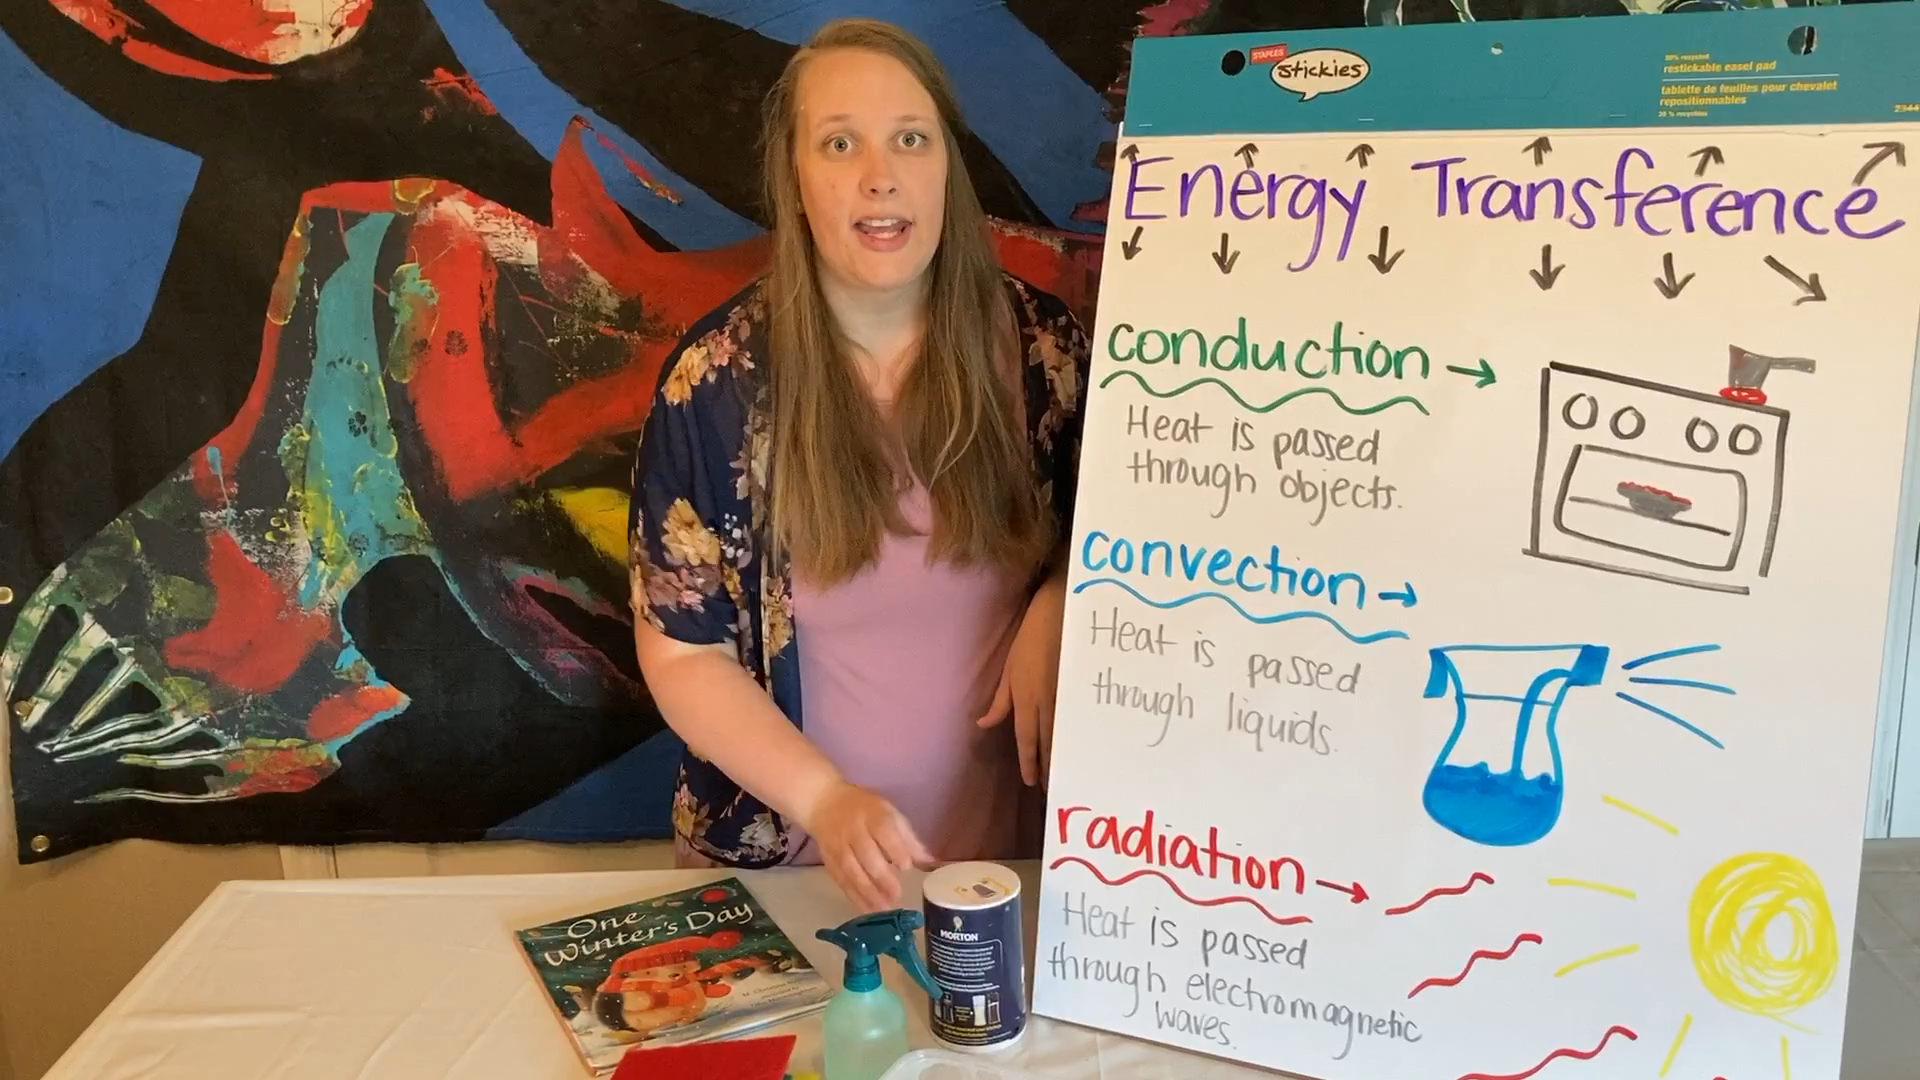 STAPLES
stickies
30% recycled
restickable easel pad
tablette de feuilles pour chevalet
repositionnables
Energy Transference
conduction
Heat is passed
through objects.
convection
Heat is passed
through liquids.
radiation
Heat is passed
through electromagnetic
waves.
One
Winter's Day
MORTON